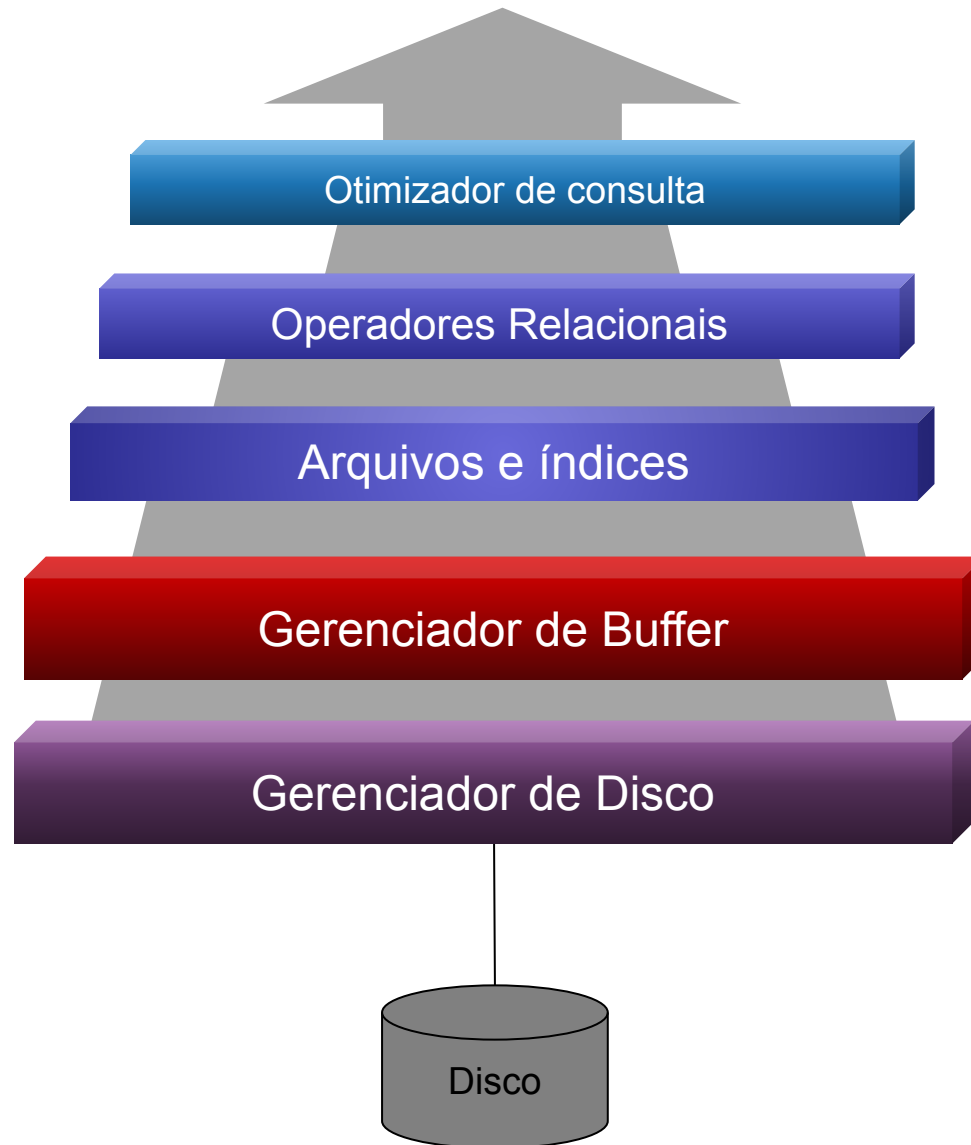 Otimizador de consulta
Operadores Relacionais
Arquivos e índices
Gerenciador de Buffer
Gerenciador de Disco
Disco